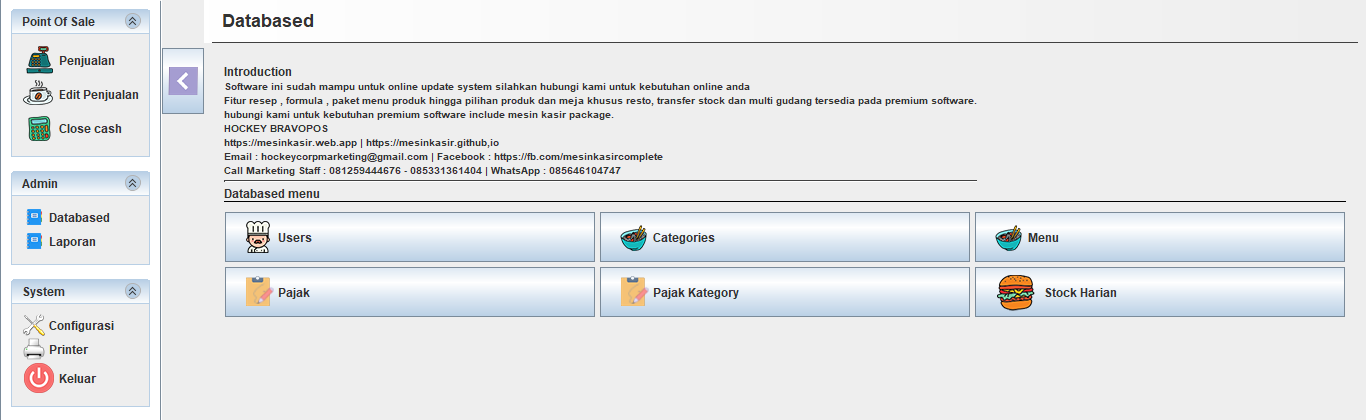 Point Of Sale
Penjualan
Edit Penjualan
Close cash
Admin
Databased
Laporan
System
Configurasi
Printer
Keluar
Databased
Introduction
Software ini sudah mampu untuk online update system silahkan hubungi kami untuk kebutuhan online anda
Fitur resep , formula , paket menu produk hingga pilihan produk dan meja khusus resto, transfer stock dan multi gudang tersedia pada premium software.
hubungi kami untuk kebutuhan premium software include mesin kasir package.
HOCKEY BRAVOPOS
https://mesinkasir.web.app | https://mesinkasir.github,io
Email : hockeycorpmarketing@gmail.com | Facebook : https://fb.com/mesinkasircomplete
Call Marketing Staff : 081259444676 - 085331361404 | WhatsApp : 085646104747
Databased menu
Users
Categories
Menu
Pajak
Pajak Kategory
Stock Harian